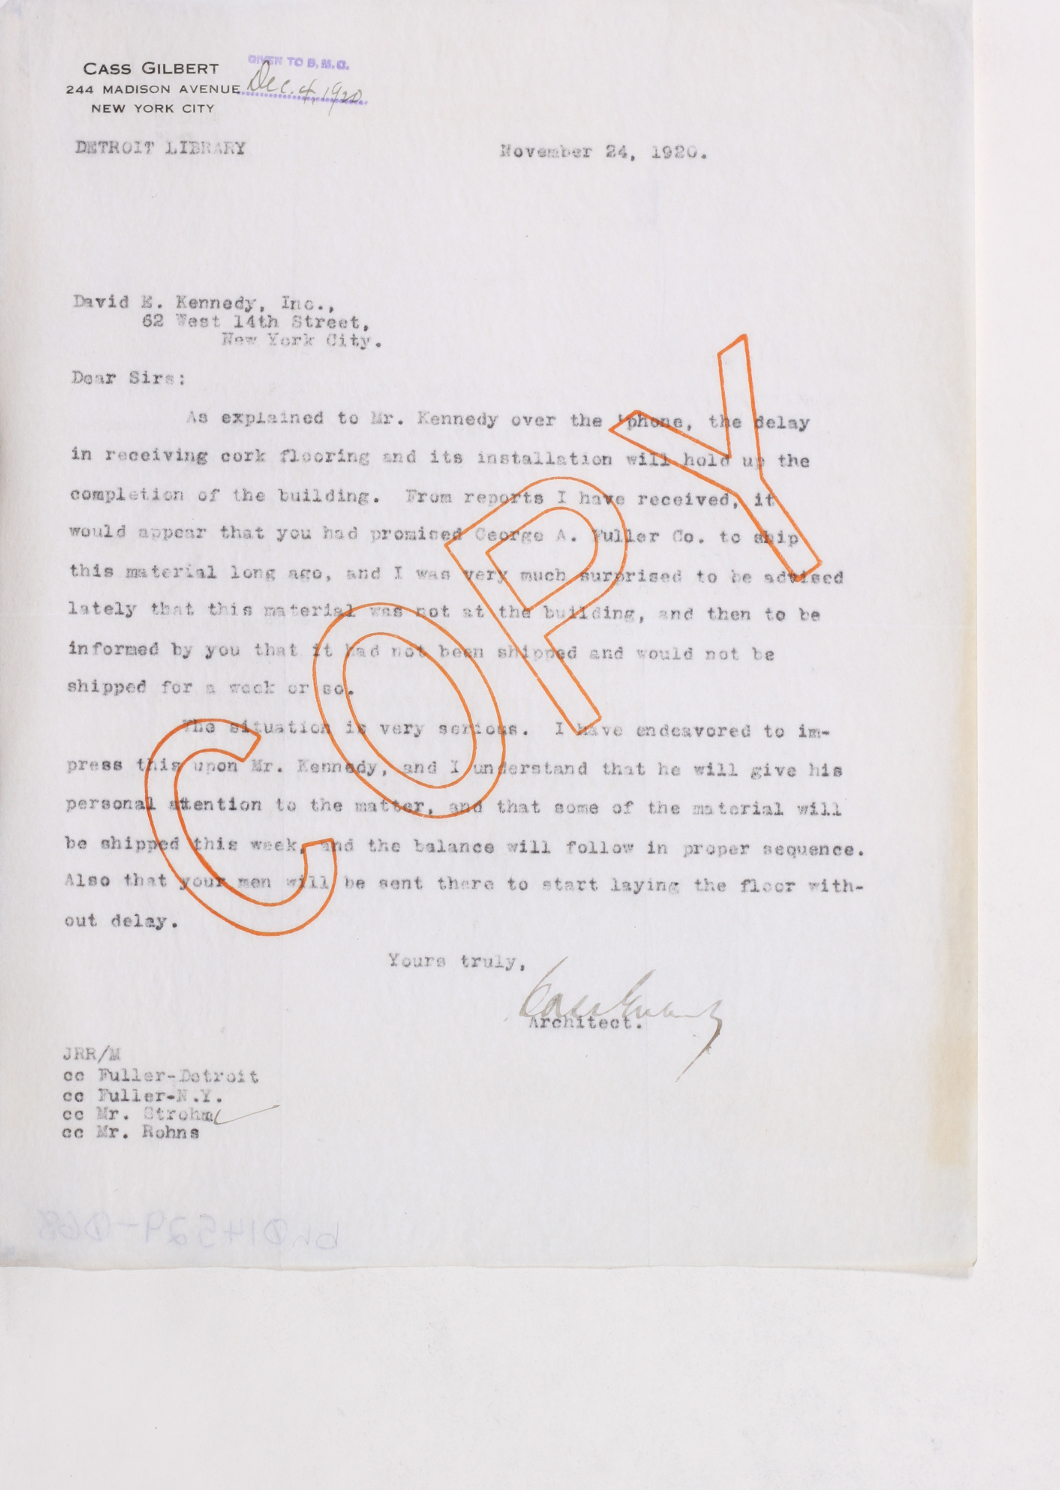 CASS GILBERT
244 MADISON AVENUE
NEW YORK CITY
GIVEN TO B.M.C.
Dec. 4, 1920
DETROIT LIBRARY
November 24, 1920.
David E. Kennedy, Inc.,
62 West 14th Street,
New York City.
Dear Sirs:
As explained to Mr. Kennedy over the 'phone, the delay
in receiving cork flooring and its installation will hold up the
completion of the building. From reports I have received, it
would appear that you had promised George A. Fuller Co. to ship
this material long ago, and I was very much surprised to be advised
lately that this material was not at the building, and then to be
informed by you that it had not been shipped and would not be
shipped for a week or so.
The situation is very serious. I have endeavored to im-
press this upon Mr. Kennedy, and I understand that he will give his
personal attention to the matter, and that some of the material will
be shipped this week, and the balance will follow in proper sequence.
Also that your men will be sent there to start laying the floor with-
out delay.
Yours truly,
Cass Gilbert
Architect.
JRR/M
cc Fuller-Detroit
cc Fuller-N.Y.
cc Mr. Strohm
cc Mr. Rohns
COPY